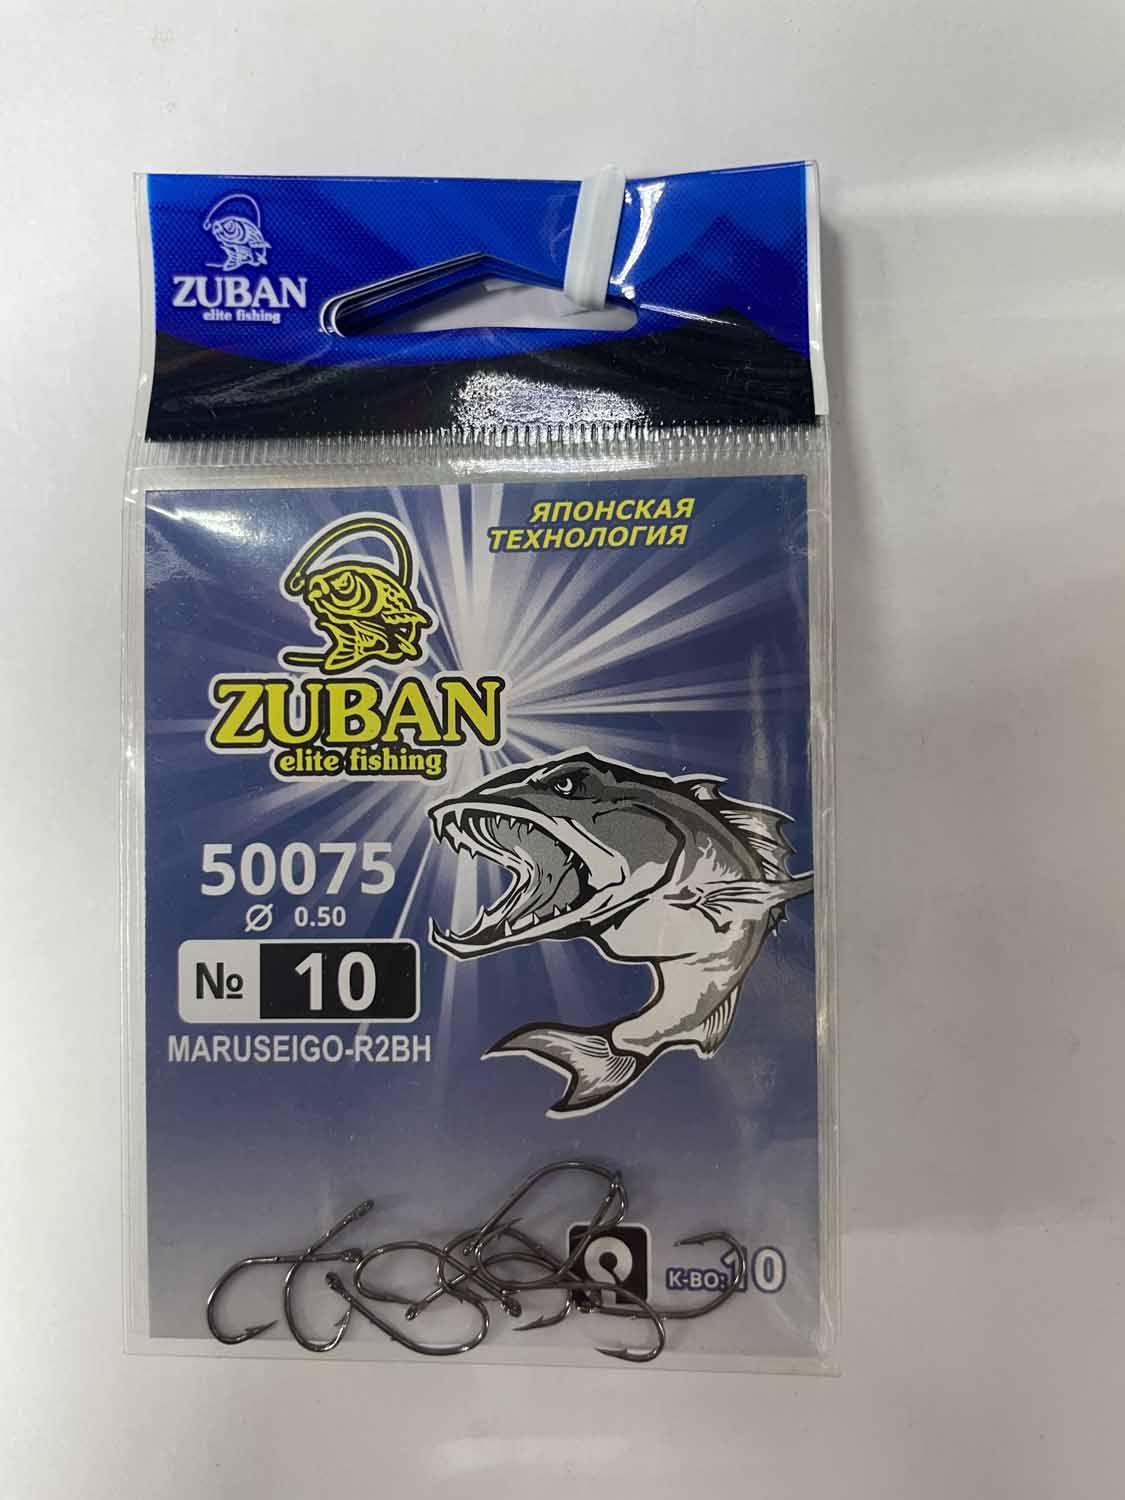 ZUBAN
elite fishing
ЯПОНСКАЯ
ТЕХНОЛОГИЯ
ZUBAN
elite fishing
50075
Ø 0.50
№ 10
MARUSEIGO-R2BH
К-ВО: 10